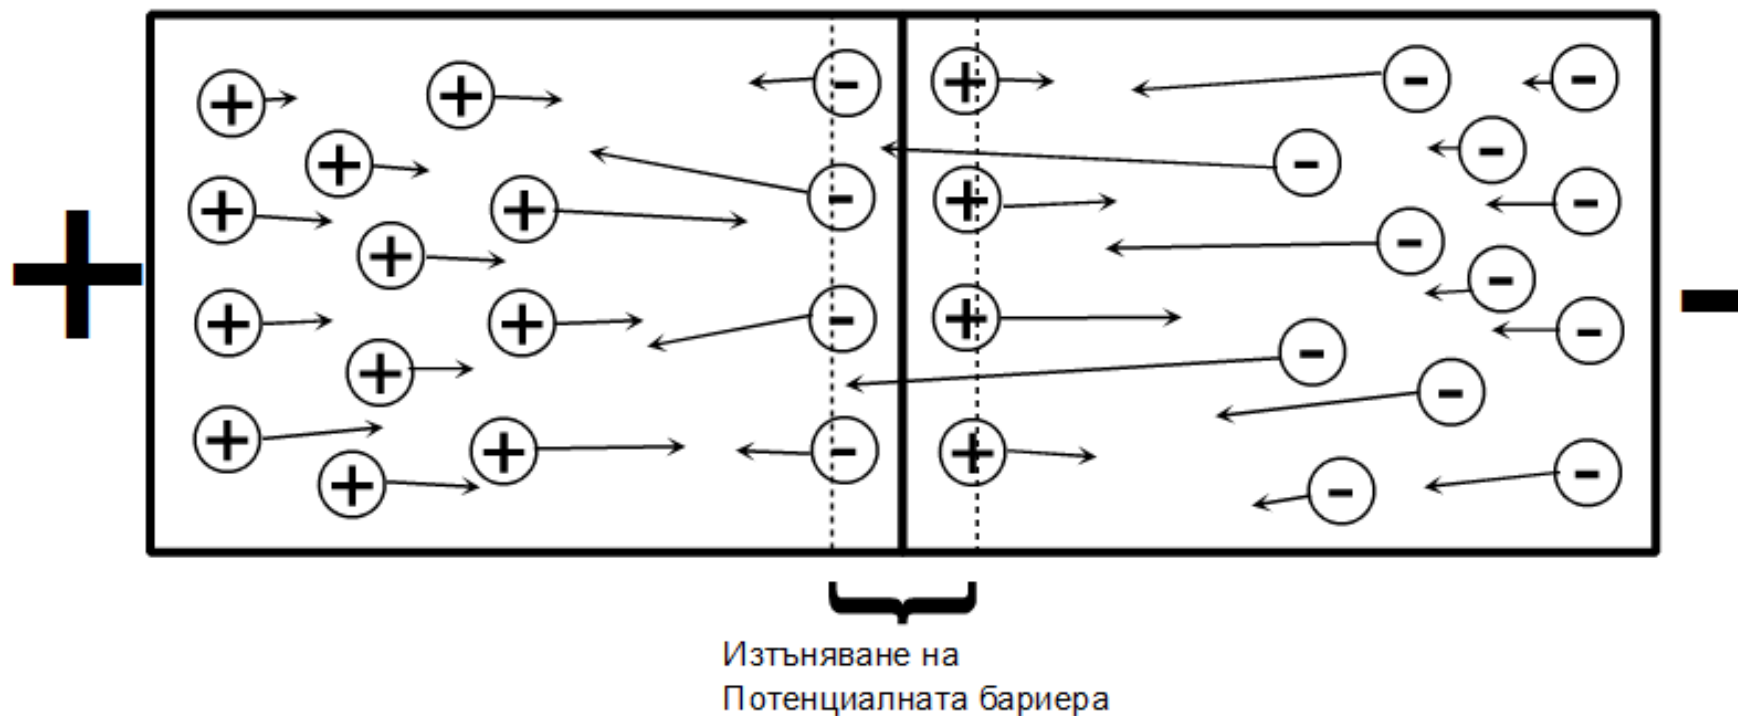 Изтъняване на
Потенциалната бариера